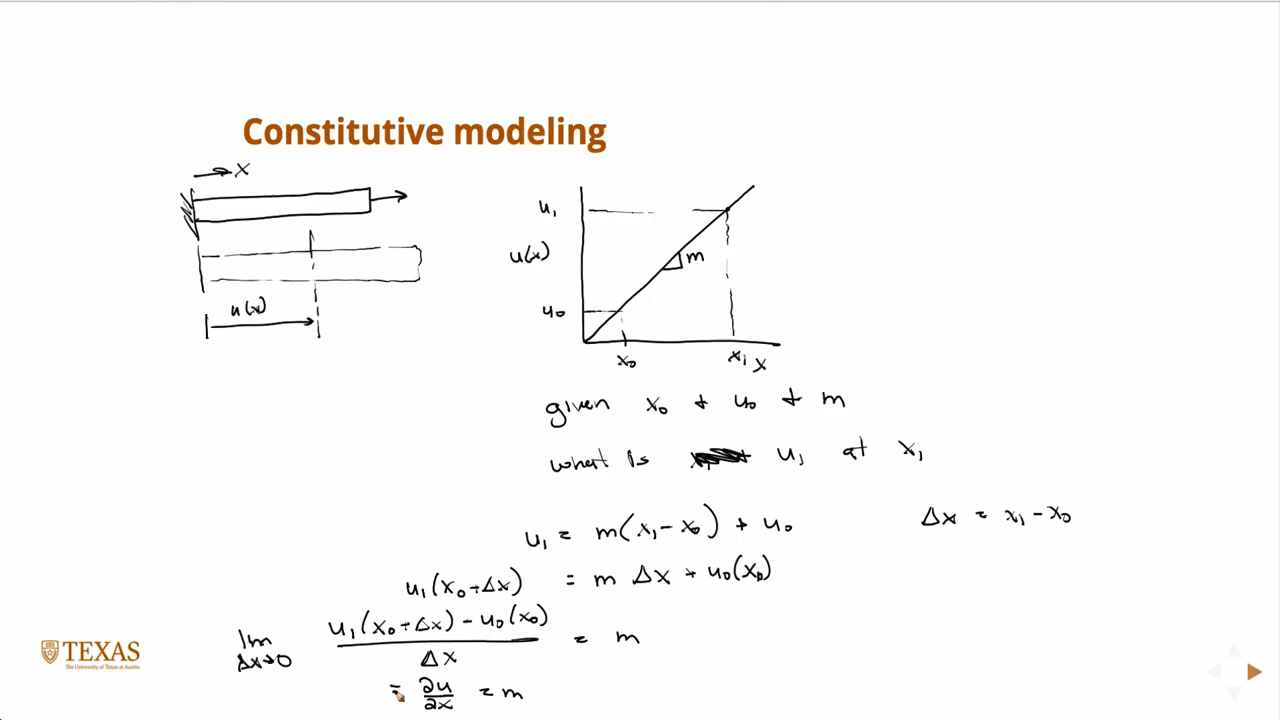 Constitutive modeling
x
u(x)
u₁
u(x)
m
u₀
x₀
x₁ x
given x₀ + u₀ + m
what is u₁ at x₁
u₁ = m(x₁ - x₀) + u₀
Δx = x₁ - x₀
u₁(x₀+Δx) = m Δx + u₀(x₀)
lim Δx→0 (u₁(x₀+Δx) - u₀(x₀)) / Δx = m
= ∂u/∂x = m
TEXAS
The University of Texas at Austin